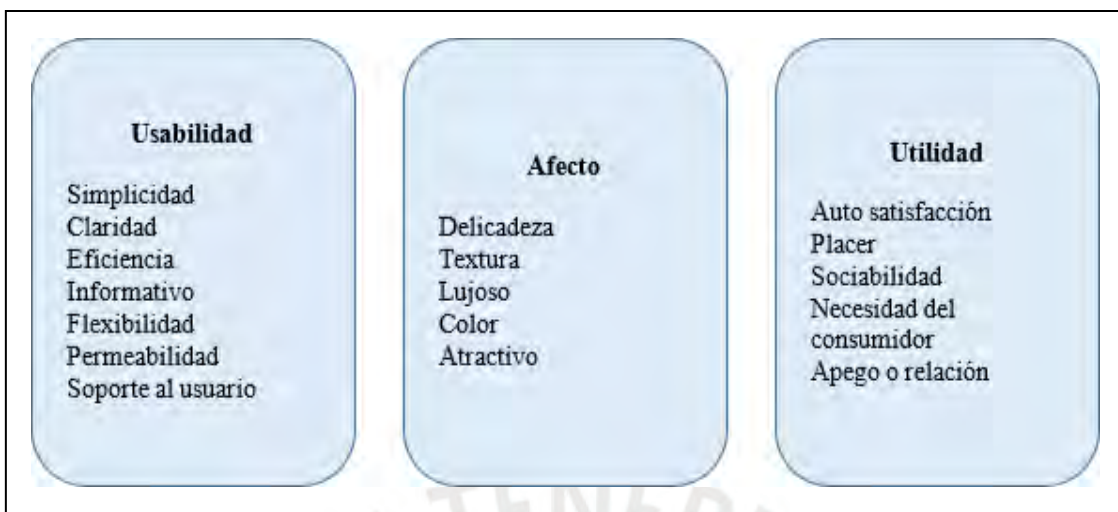 Usabilidad
Simplicidad
Claridad
Eficiencia
Informativo
Flexibilidad
Permeabilidad
Soporte al usuario
Afecto
Delicadeza
Textura
Lujoso
Color
Atractivo
Utilidad
Auto satisfacción
Placer
Sociabilidad
Necesidad del
consumidor
Apego o relación